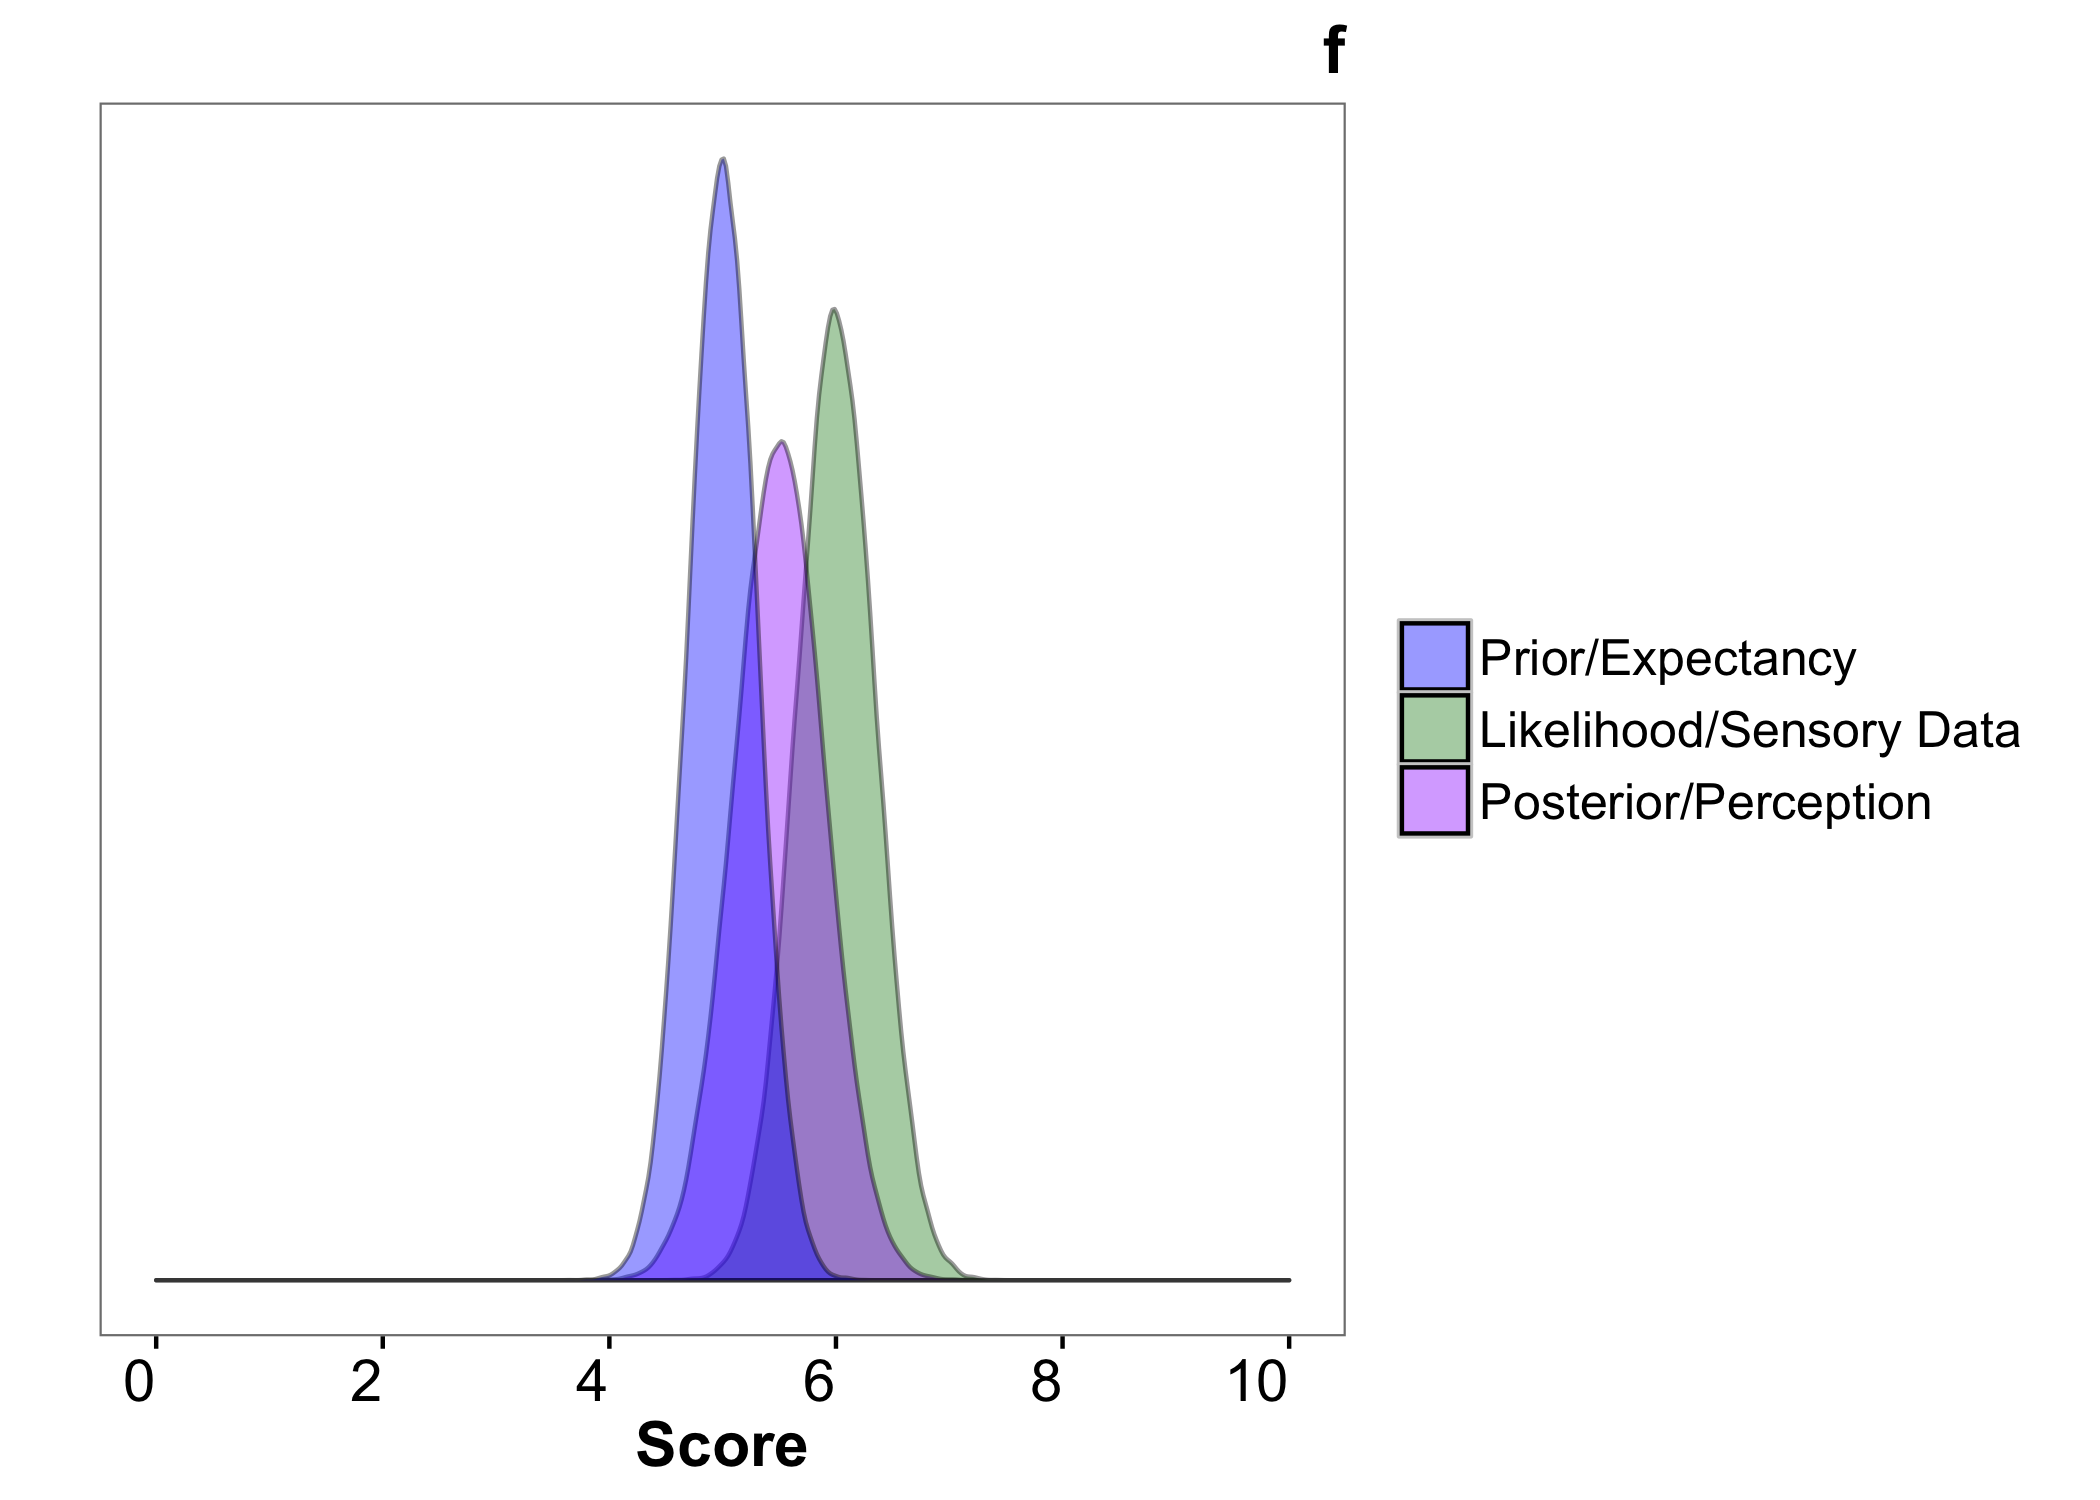 f
Prior/Expectancy
Likelihood/Sensory Data
Posterior/Perception
0 2 4 6 8 10
Score